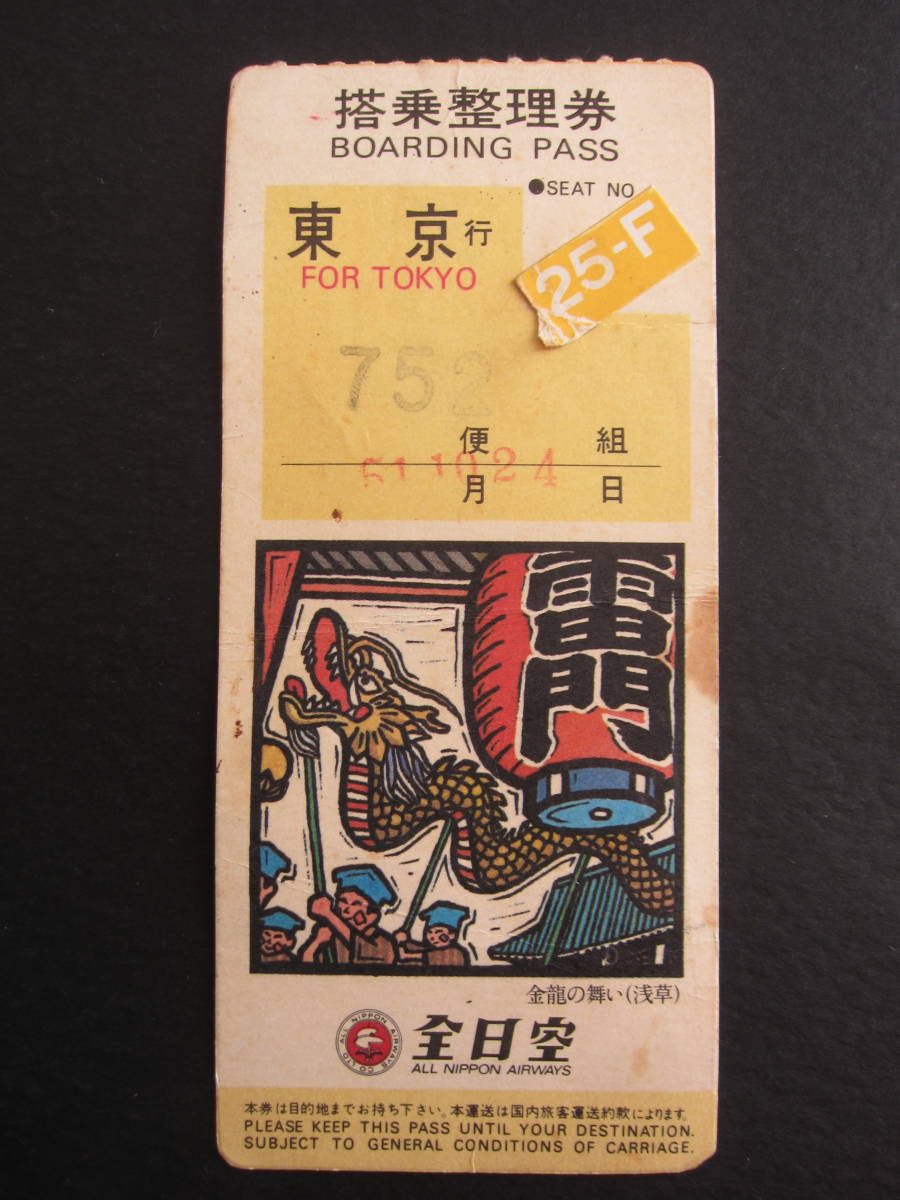 搭乗整理券
BOARDING PASS
●SEAT NO
東京行
FOR TOKYO
25-F
752
便 組
51 10 24
月 日
雷門
金龍の舞い(浅草)
ALL NIPPON AIRWAYS CO LTD
全日空
ALL NIPPON AIRWAYS
本券は目的地までお持ち下さい。本運送は国内旅客運送約款によります。
PLEASE KEEP THIS PASS UNTIL YOUR DESTINATION.
SUBJECT TO GENERAL CONDITIONS OF CARRIAGE.